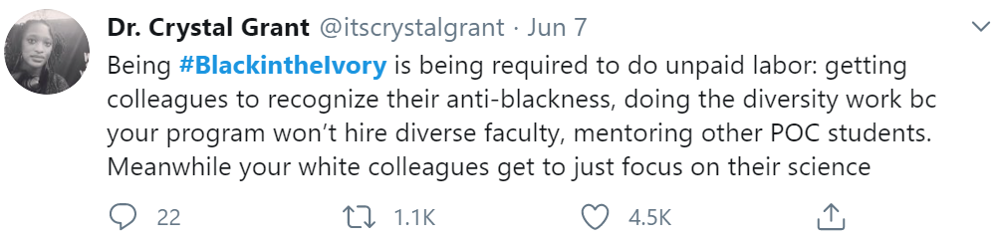 Dr. Crystal Grant @itscrystalgrant · Jun 7
Being #BlackintheIvory is being required to do unpaid labor: getting
colleagues to recognize their anti-blackness, doing the diversity work bc
your program won’t hire diverse faculty, mentoring other POC students.
Meanwhile your white colleagues get to just focus on their science
22 1.1K 4.5K